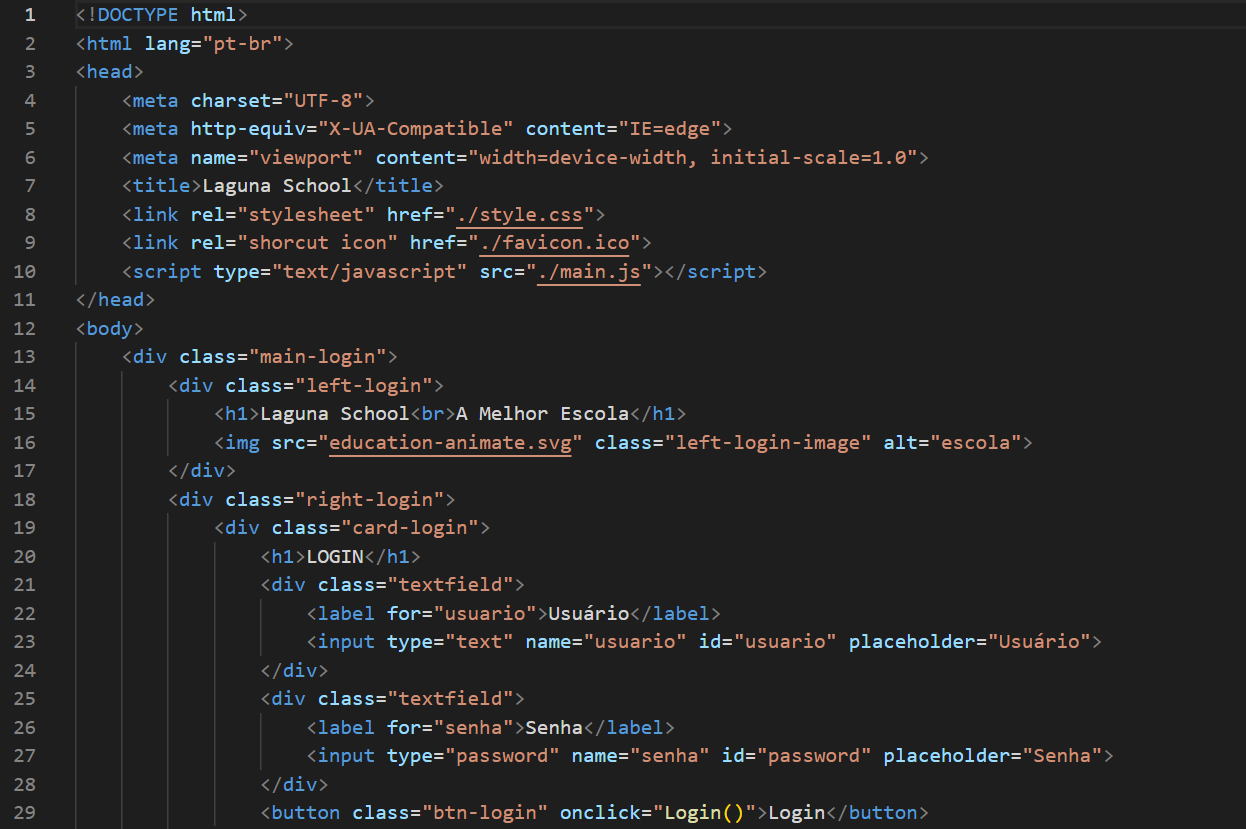 1 <!DOCTYPE html>
2 <html lang="pt-br">
3 <head>
4     <meta charset="UTF-8">
5     <meta http-equiv="X-UA-Compatible" content="IE=edge">
6     <meta name="viewport" content="width=device-width, initial-scale=1.0">
7     <title>Laguna School</title>
8     <link rel="stylesheet" href="./style.css">
9     <link rel="shorcut icon" href="./favicon.ico">
10     <script type="text/javascript" src="./main.js"></script>
11 </head>
12 <body>
13     <div class="main-login">
14         <div class="left-login">
15             <h1>Laguna School<br>A Melhor Escola</h1>
16             <img src="education-animate.svg" class="left-login-image" alt="escola">
17         </div>
18         <div class="right-login">
19             <div class="card-login">
20                 <h1>LOGIN</h1>
21                 <div class="textfield">
22                     <label for="usuario">Usuário</label>
23                     <input type="text" name="usuario" id="usuario" placeholder="Usuário">
24                 </div>
25                 <div class="textfield">
26                     <label for="senha">Senha</label>
27                     <input type="password" name="senha" id="password" placeholder="Senha">
28                 </div>
29                 <button class="btn-login" onclick="Login()">Login</button>